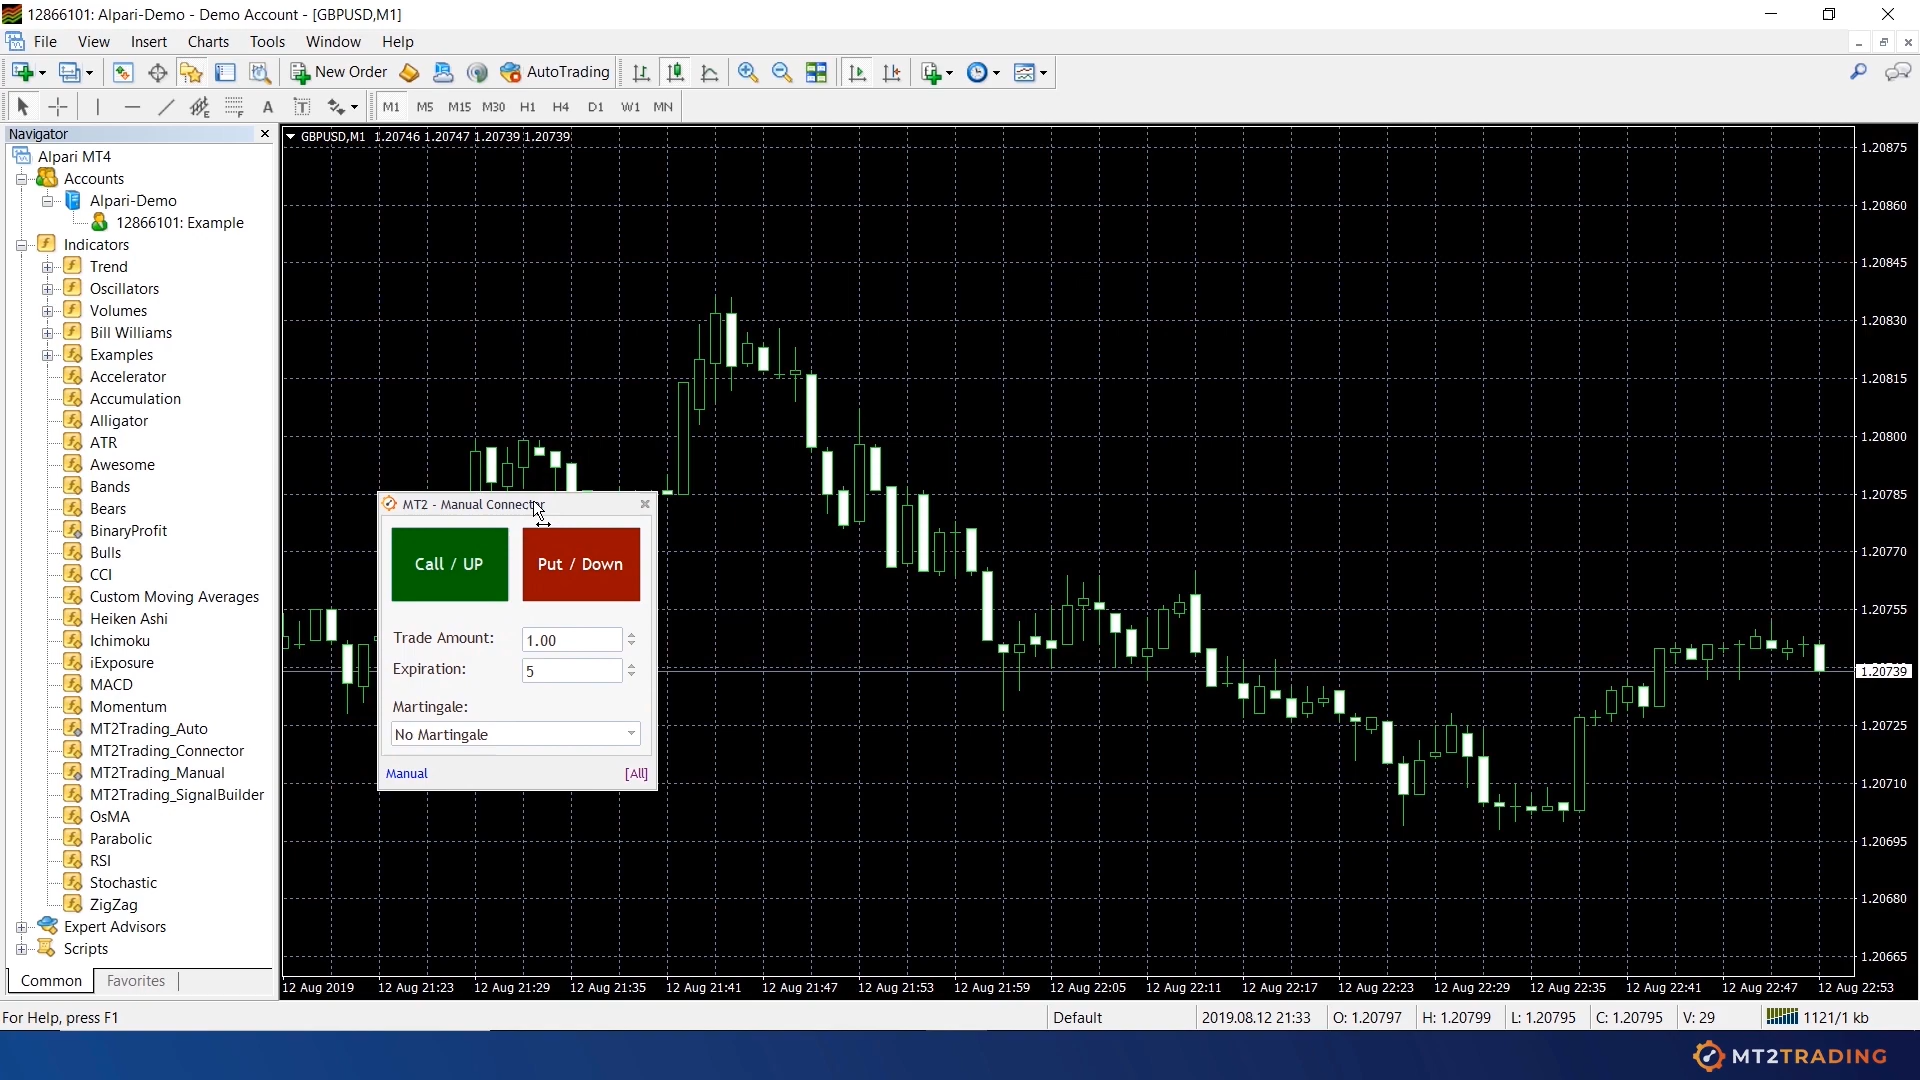 12866101: Alpari-Demo - Demo Account - [GBPUSD,M1]
File View Insert Charts Tools Window Help
New Order AutoTrading
A T M1 M5 M15 M30 H1 H4 D1 W1 MN
Navigator
Alpari MT4
Accounts
Alpari-Demo
12866101: Example
Indicators
Trend
Oscillators
Volumes
Bill Williams
Examples
Accelerator
Accumulation
Alligator
ATR
Awesome
Bands
Bears
BinaryProfit
Bulls
CCI
Custom Moving Averages
Heiken Ashi
Ichimoku
iExposure
MACD
Momentum
MT2Trading_Auto
MT2Trading_Connector
MT2Trading_Manual
MT2Trading_SignalBuilder
OsMA
Parabolic
RSI
Stochastic
ZigZag
Expert Advisors
Scripts
Common Favorites
GBPUSD,M1 1.20746 1.20747 1.20739 1.20739
MT2 - Manual Connector
Call / UP Put / Down
Trade Amount: 1.00
Expiration: 5
Martingale:
No Martingale
Manual [All]
1.20875
1.20860
1.20845
1.20830
1.20815
1.20800
1.20785
1.20770
1.20755
1.20739
1.20725
1.20710
1.20695
1.20680
1.20665
12 Aug 2019 12 Aug 21:23 12 Aug 21:29 12 Aug 21:35 12 Aug 21:41 12 Aug 21:47 12 Aug 21:53 12 Aug 21:59 12 Aug 22:05 12 Aug 22:11 12 Aug 22:17 12 Aug 22:23 12 Aug 22:29 12 Aug 22:35 12 Aug 22:41 12 Aug 22:47 12 Aug 22:53
For Help, press F1 Default 2019.08.12 21:33 O: 1.20797 H: 1.20799 L: 1.20795 C: 1.20795 V: 29 1121/1 kb
MT2TRADING